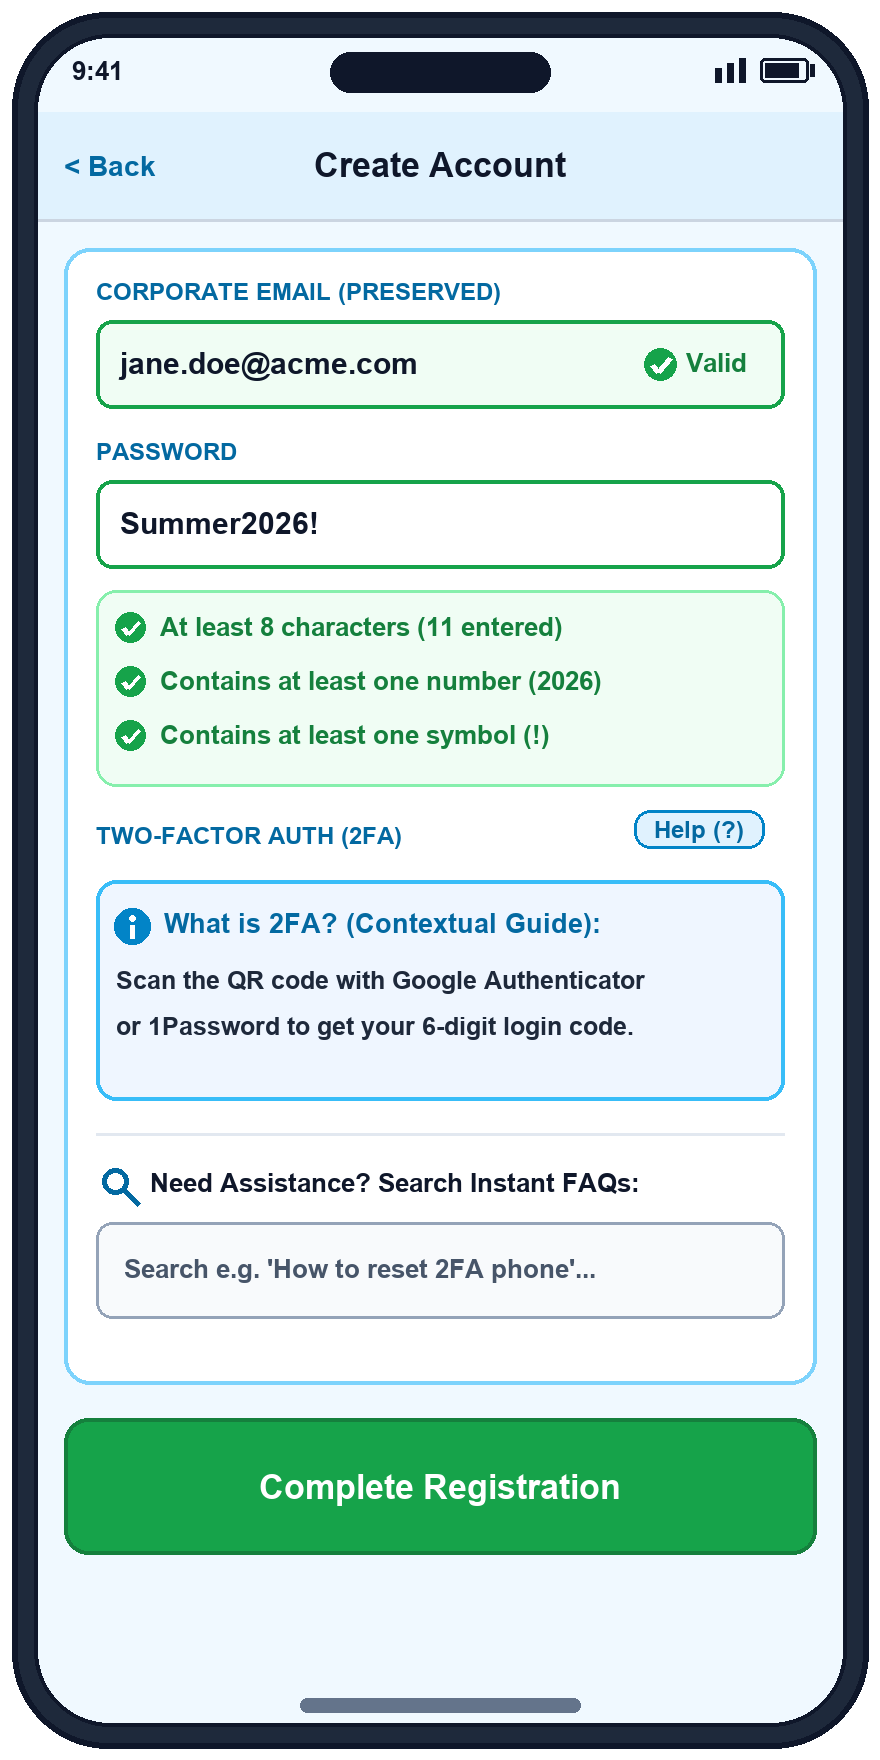 9:41
< Back
Create Account
CORPORATE EMAIL (PRESERVED)
jane.doe@acme.com
Valid
PASSWORD
Summer2026!
At least 8 characters (11 entered)
Contains at least one number (2026)
Contains at least one symbol (!)
TWO-FACTOR AUTH (2FA)
Help (?)
What is 2FA? (Contextual Guide):
Scan the QR code with Google Authenticator
or 1Password to get your 6-digit login code.
Need Assistance? Search Instant FAQs:
Search e.g. 'How to reset 2FA phone'...
Complete Registration